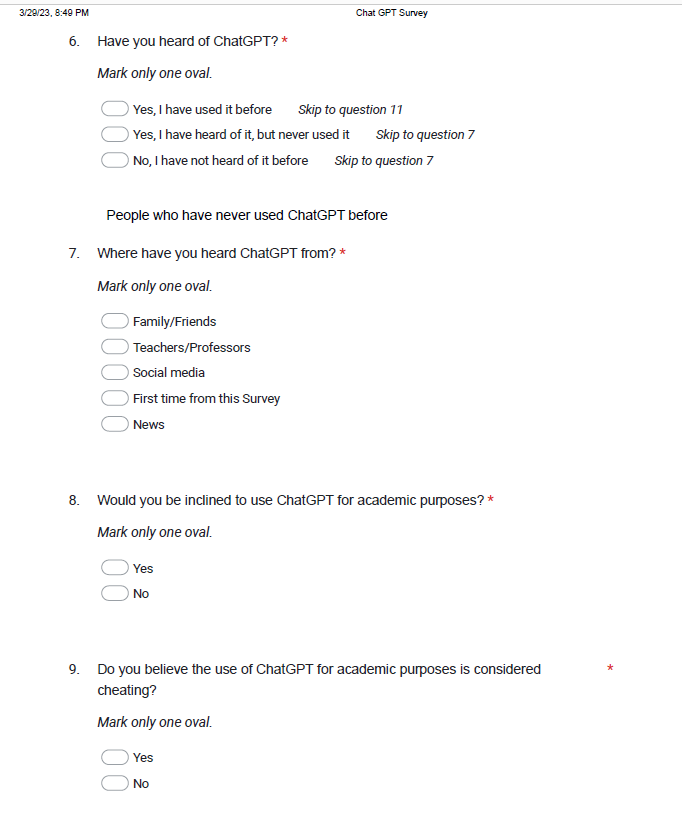 3/29/23, 8:49 PM Chat GPT Survey
6. Have you heard of ChatGPT? *
Mark only one oval.
Yes, I have used it before Skip to question 11
Yes, I have heard of it, but never used it Skip to question 7
No, I have not heard of it before Skip to question 7
People who have never used ChatGPT before
7. Where have you heard ChatGPT from? *
Mark only one oval.
Family/Friends
Teachers/Professors
Social media
First time from this Survey
News
8. Would you be inclined to use ChatGPT for academic purposes? *
Mark only one oval.
Yes
No
9. Do you believe the use of ChatGPT for academic purposes is considered *
cheating?
Mark only one oval.
Yes
No